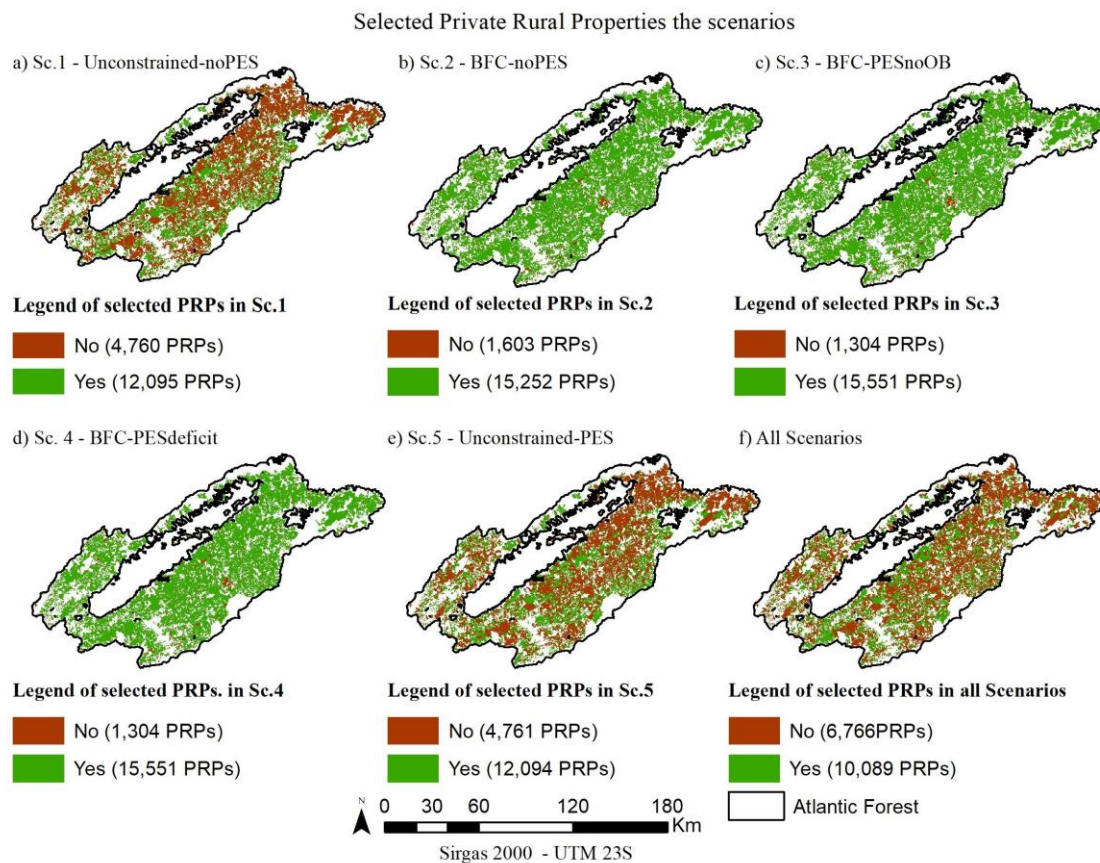 Selected Private Rural Properties the scenarios
a) Sc.1 - Unconstrained-noPES
b) Sc.2 - BFC-noPES
c) Sc.3 - BFC-PESnoOB
Legend of selected PRPs in Sc.1
No (4,760 PRPs)
Yes (12,095 PRPs)
Legend of selected PRPs in Sc.2
No (1,603 PRPs)
Yes (15,252 PRPs)
Legend of selected PRPs in Sc.3
No (1,304 PRPs)
Yes (15,551 PRPs)
d) Sc. 4 - BFC-PESdeficit
e) Sc.5 - Unconstrained-PES
f) All Scenarios
Legend of selected PRPs. in Sc.4
No (1,304 PRPs)
Yes (15,551 PRPs)
Legend of selected PRPs in Sc.5
No (4,761 PRPs)
Yes (12,094 PRPs)
Legend of selected PRPs in all Scenarios
No (6,766PRPs)
Yes (10,089 PRPs)
Atlantic Forest
N
0 30 60 120 180
Km
Sirgas 2000 - UTM 23S